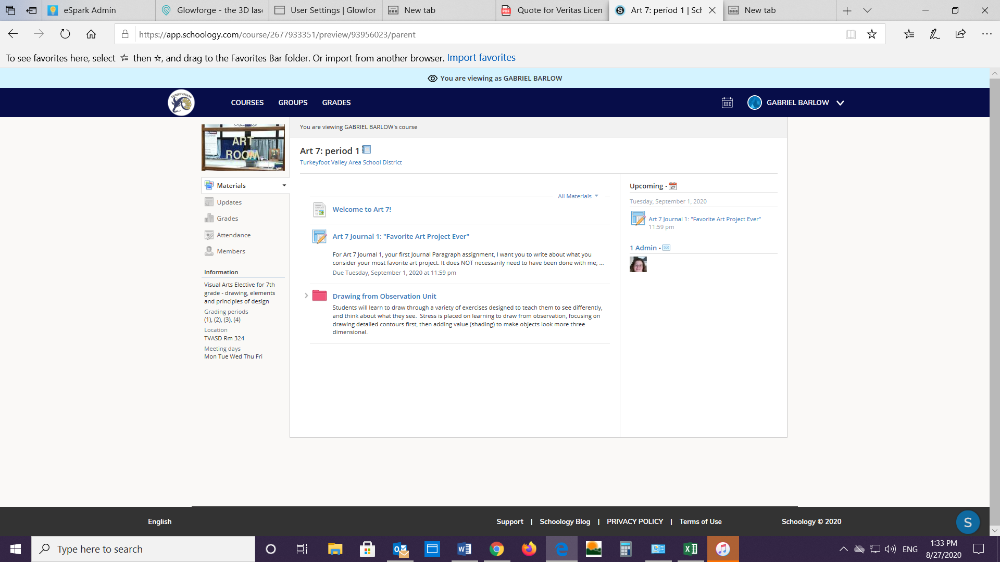 eSpark Admin
Glowforge - the 3D lase
User Settings | Glowfor
New tab
Quote for Veritas Licen
Art 7: period 1 | Sch
New tab
https://app.schoology.com/course/2677933351/preview/93956023/parent
To see favorites here, select then ☆, and drag to the Favorites Bar folder. Or import from another browser. Import favorites
You are viewing as GABRIEL BARLOW
TURKEYFOOT
COURSES
GROUPS
GRADES
GABRIEL BARLOW
ART
ROOM
You are viewing GABRIEL BARLOW's course
Art 7: period 1
Turkeyfoot Valley Area School District
Materials
Updates
Grades
Attendance
Members
Information
Visual Arts Elective for 7th
grade - drawing, elements
and principles of design
Grading periods
(1), (2), (3), (4)
Location
TVASD Rm 324
Meeting days
Mon Tue Wed Thu Fri
All Materials
Welcome to Art 7!
Art 7 Journal 1: "Favorite Art Project Ever"
For Art 7 Journal 1, your first Journal Paragraph assignment, I want you to write about what you
consider your most favorite art project. It does NOT necessarily need to have been done with me; ...
Due Tuesday, September 1, 2020 at 11:59 pm
Drawing from Observation Unit
Students will learn to draw through a variety of exercises designed to teach them to see differently,
and think about what they see. Stress is placed on learning to draw from observation, focusing on
drawing detailed contours first, then adding value (shading) to make objects look more three
dimensional.
Upcoming · 27
Tuesday, September 1, 2020
Art 7 Journal 1: "Favorite Art Project Ever"
11:59 pm
1 Admin ·
English
Support | Schoology Blog | PRIVACY POLICY | Terms of Use
Schoology © 2020
S
Type here to search
ENG
1:33 PM
8/27/2020